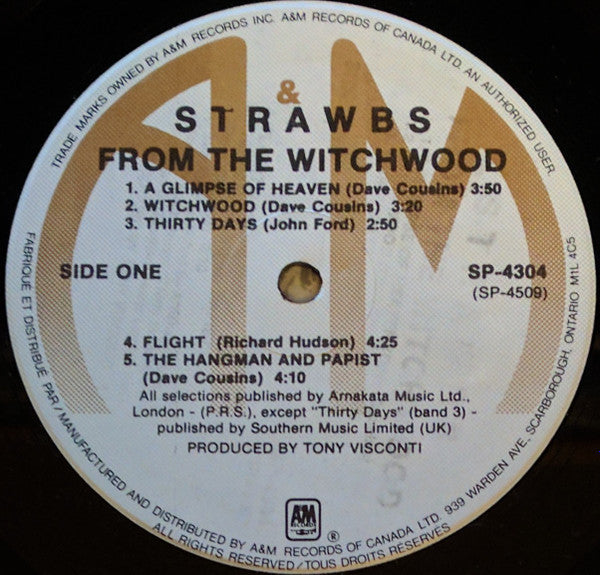 TRADE MARKS OWNED BY A&M RECORDS INC. A&M RECORDS OF CANADA LTD. AN AUTHORIZED USER.
&
STRAWBS
FROM THE WITCHWOOD
1. A GLIMPSE OF HEAVEN (Dave Cousins) 3:50
2. WITCHWOOD (Dave Cousins) 3:20
3. THIRTY DAYS (John Ford) 2:50
SIDE ONE
SP-4304
(SP-4509)
4. FLIGHT (Richard Hudson) 4:25
5. THE HANGMAN AND PAPIST
(Dave Cousins) 4:10
All selections published by Arnakata Music Ltd.,
London - (P.R.S.), except "Thirty Days" (band 3) -
published by Southern Music Limited (UK)
PRODUCED BY TONY VISCONTI
A&M
RECORDS
®
FABRIQUÉ ET DISTRIBUÉ PAR/MANUFACTURED AND DISTRIBUTED BY A&M RECORDS OF CANADA LTD. 939 WARDEN AVE, SCARBOROUGH, ONTARIO M1L 4C5
ALL RIGHTS RESERVED/TOUS DROITS RÉSERVÉS